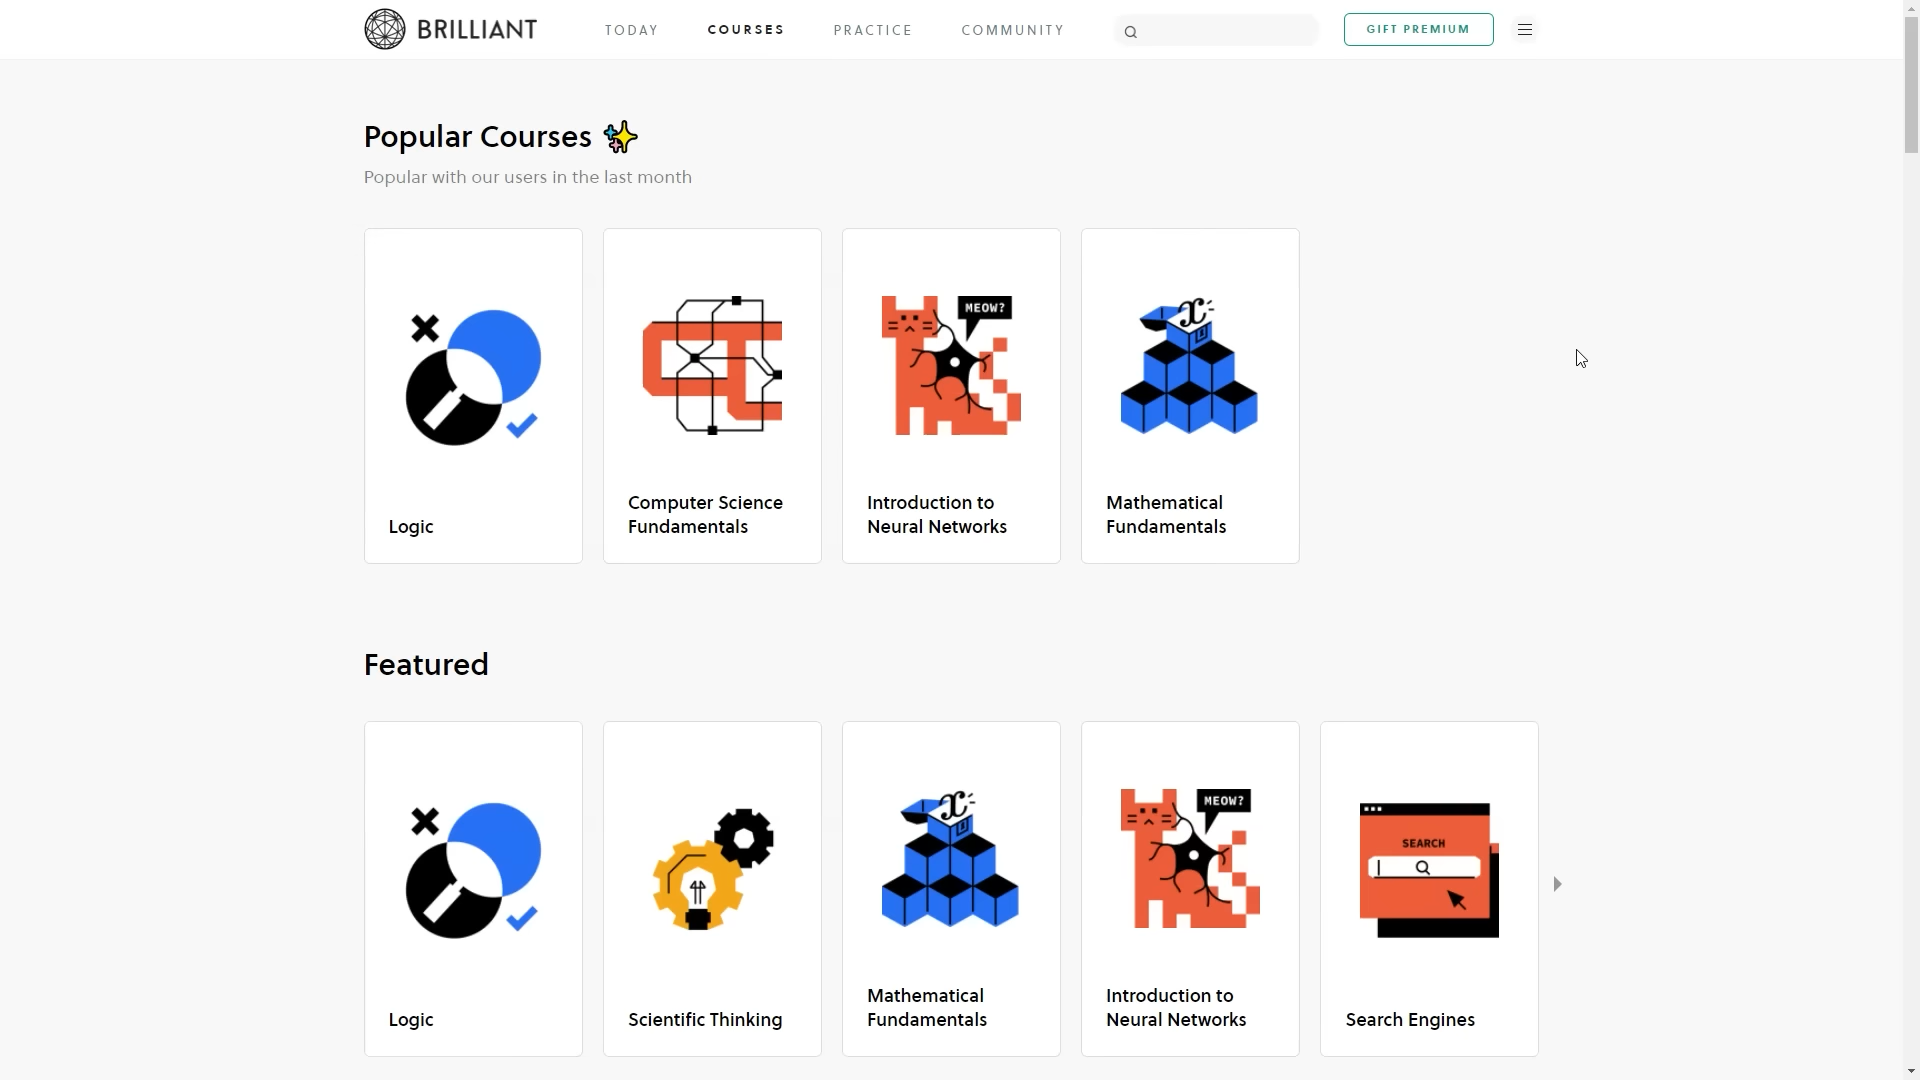 BRILLIANT
TODAY
COURSES
PRACTICE
COMMUNITY
GIFT PREMIUM
Popular Courses
Popular with our users in the last month
MEOW?
x
Logic
Computer Science
Fundamentals
Introduction to
Neural Networks
Mathematical
Fundamentals
Featured
x
MEOW?
SEARCH
Logic
Scientific Thinking
Mathematical
Fundamentals
Introduction to
Neural Networks
Search Engines